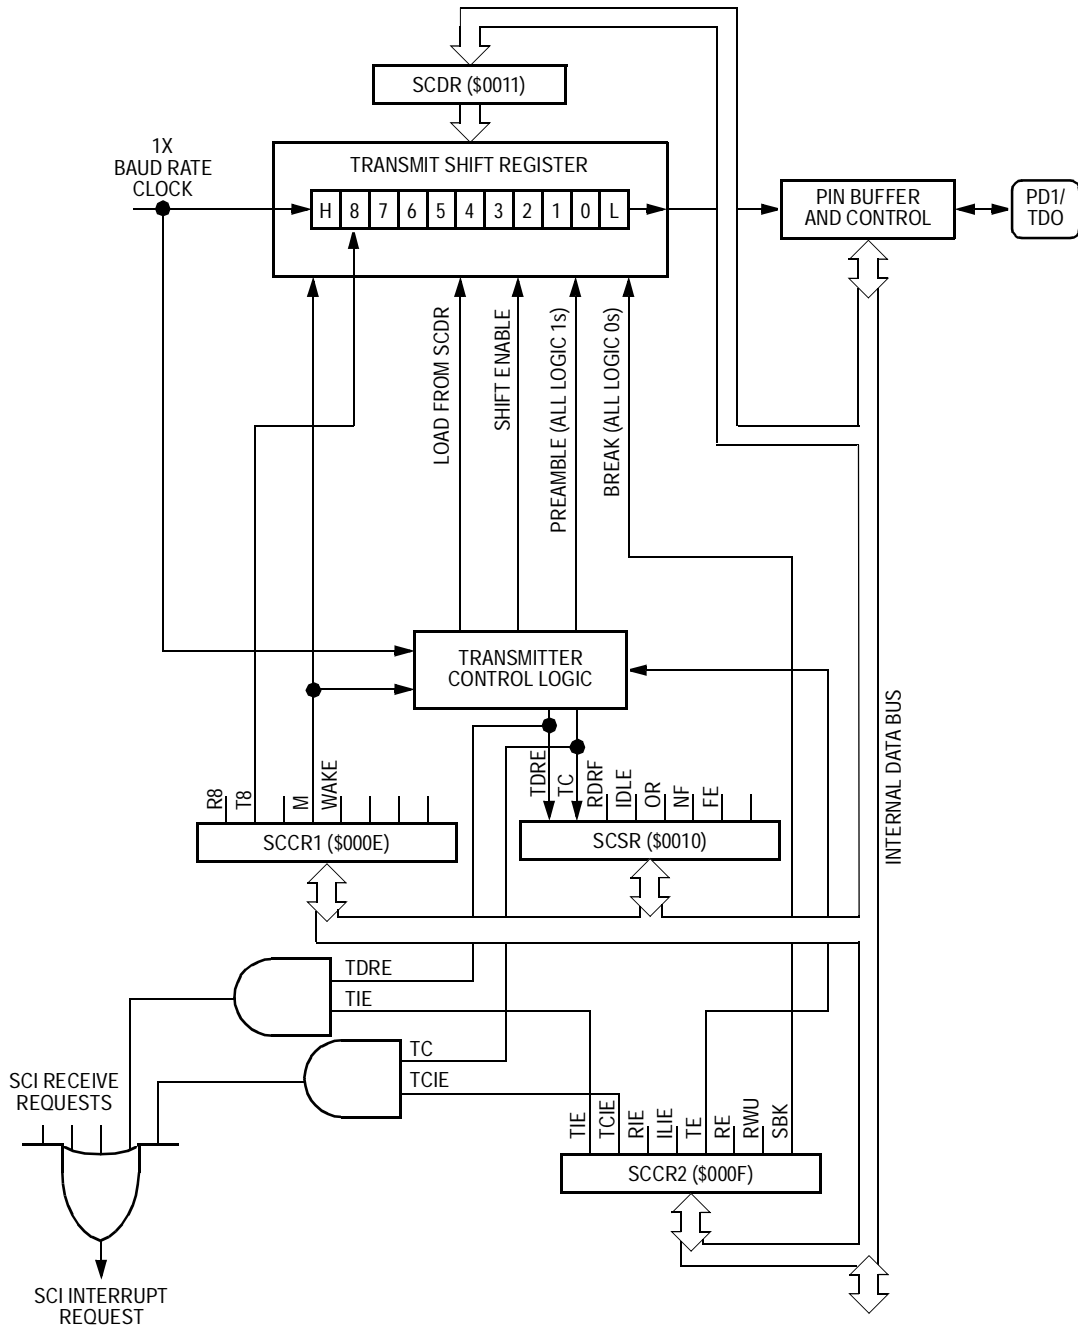 SCDR ($0011)
1X
BAUD RATE
CLOCK
TRANSMIT SHIFT REGISTER
H 8 7 6 5 4 3 2 1 0 L
PIN BUFFER
AND CONTROL
PD1/
TDO
LOAD FROM SCDR
SHIFT ENABLE
PREAMBLE (ALL LOGIC 1s)
BREAK (ALL LOGIC 0s)
TRANSMITTER
CONTROL LOGIC
INTERNAL DATA BUS
R8
T8
M
WAKE
SCCR1 ($000E)
TDRE
TC
RDRF
IDLE
OR
NF
FE
SCSR ($0010)
TDRE
TIE
TC
TCIE
SCI RECEIVE
REQUESTS
TIE
TCIE
RIE
ILIE
TE
RE
RWU
SBK
SCCR2 ($000F)
SCI INTERRUPT
REQUEST